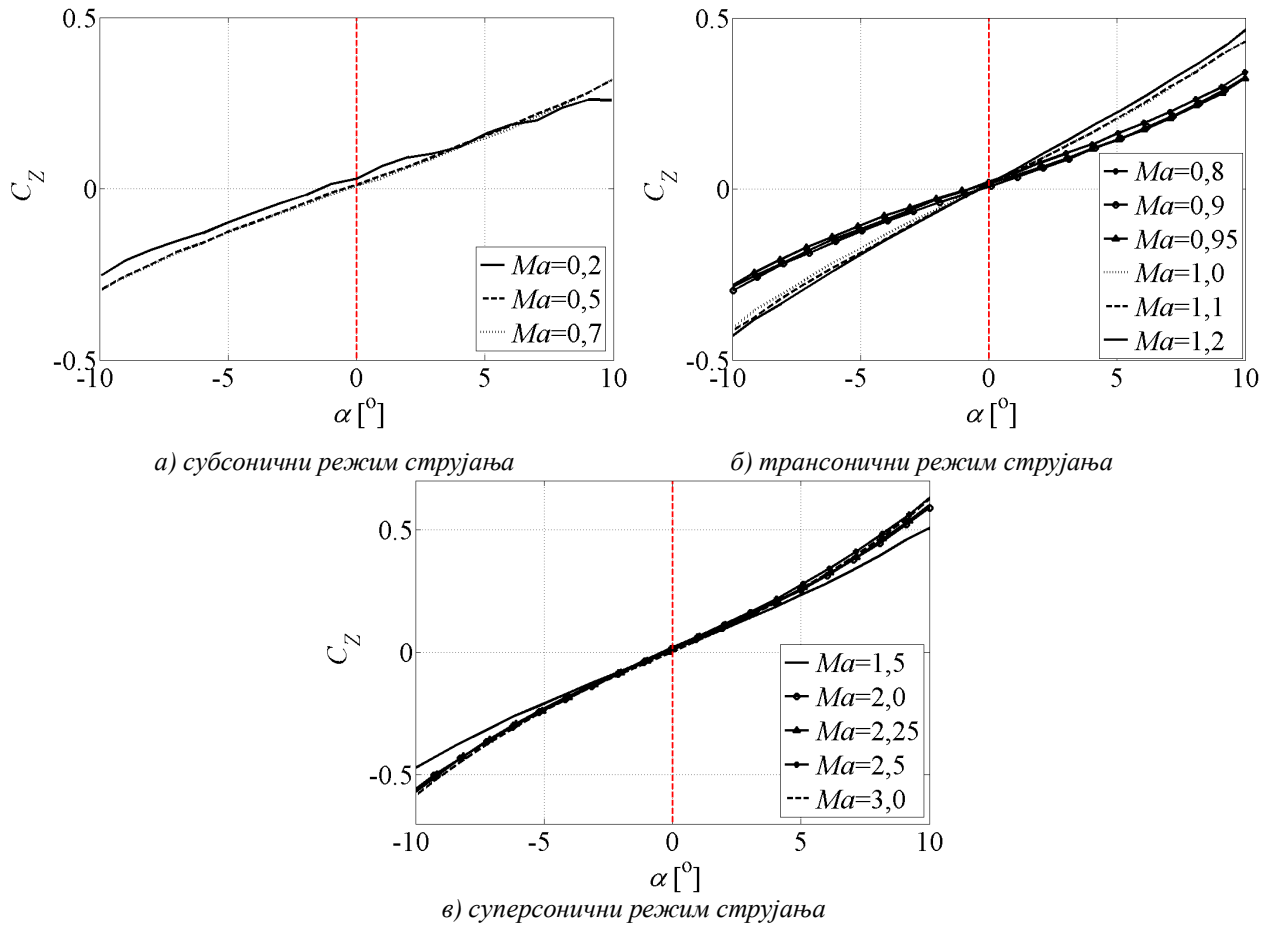 0.5
0
-0.5
C_Z
-10
-5
0
5
10
α [°]
Ma=0,2
Ma=0,5
Ma=0,7
0.5
0
-0.5
C_Z
-10
-5
0
5
10
α [°]
Ma=0,8
Ma=0,9
Ma=0,95
Ma=1,0
Ma=1,1
Ma=1,2
а) субсонични режим струјања
б) трансонични режим струјања
0.5
0
-0.5
C_Z
-10
-5
0
5
10
α [°]
Ma=1,5
Ma=2,0
Ma=2,25
Ma=2,5
Ma=3,0
в) суперсонични режим струјања